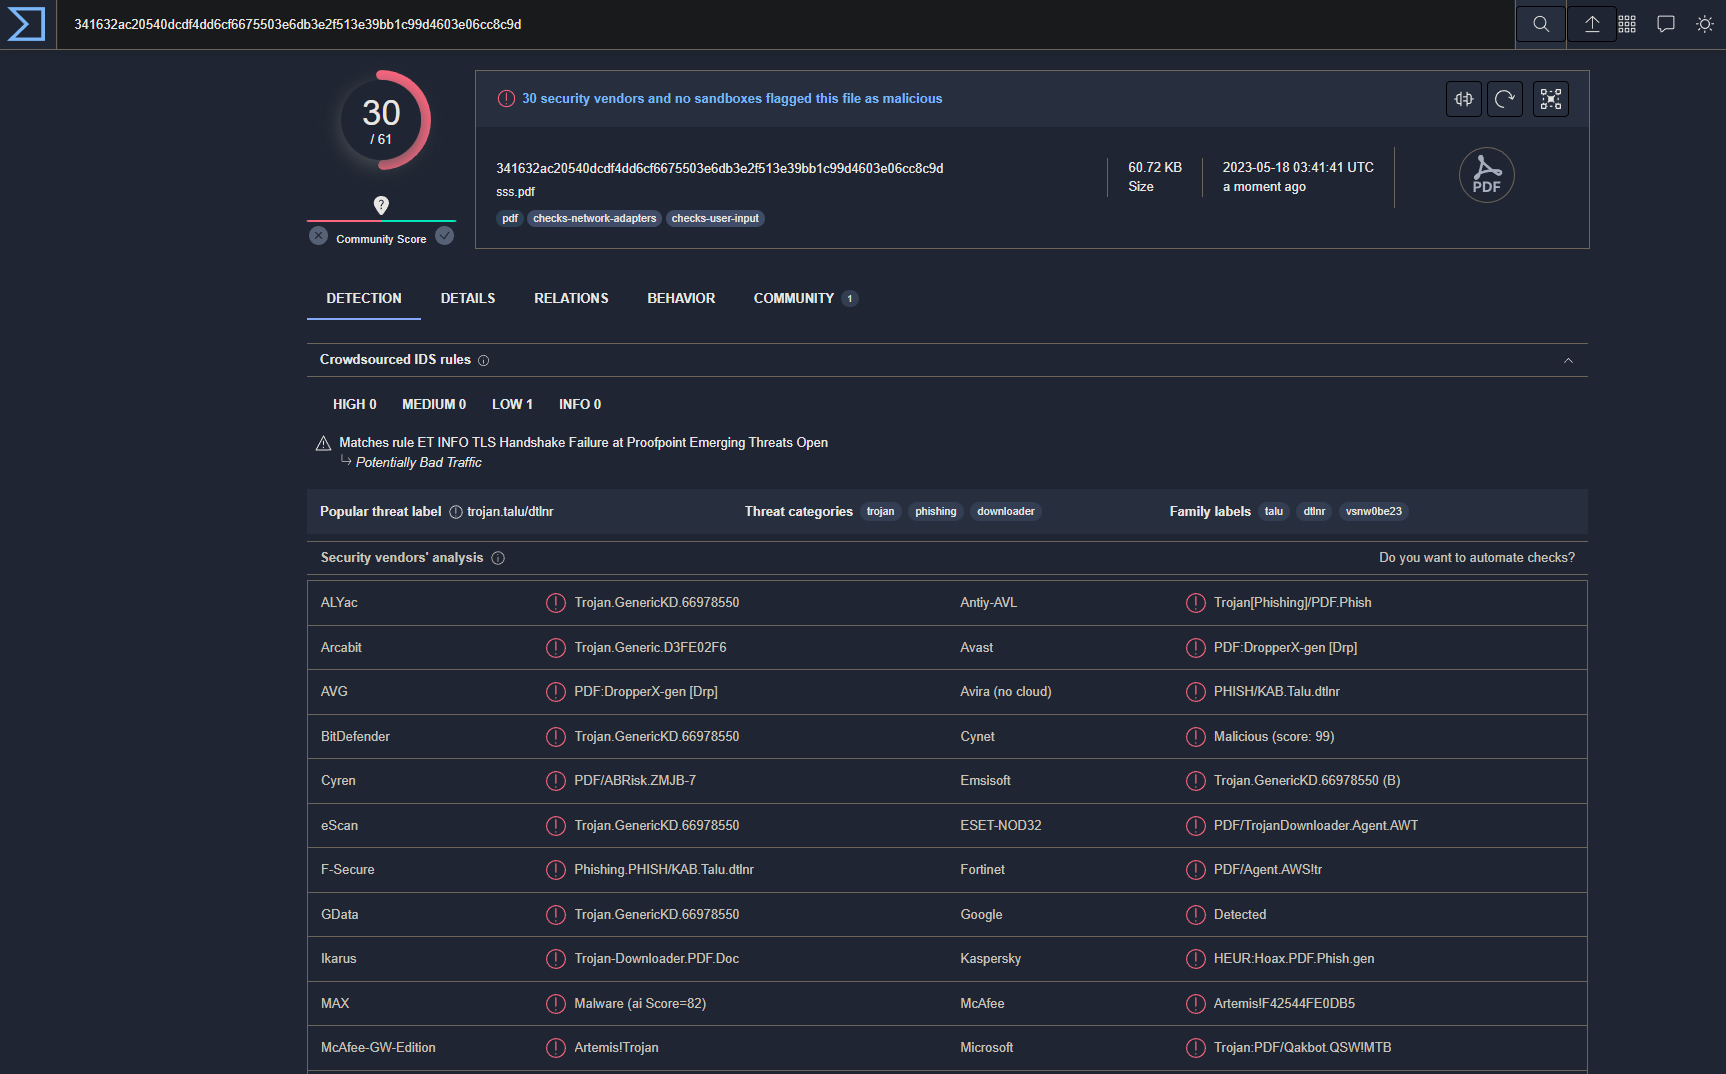 341632ac20540dcdf4dd6cf6675503e6db3e2f513e39bb1c99d4603e06cc8c9d
30
/ 61
?
Community Score
30 security vendors and no sandboxes flagged this file as malicious
341632ac20540dcdf4dd6cf6675503e6db3e2f513e39bb1c99d4603e06cc8c9d
sss.pdf
pdf checks-network-adapters checks-user-input
60.72 KB
Size
2023-05-18 03:41:41 UTC
a moment ago
PDF
DETECTION DETAILS RELATIONS BEHAVIOR COMMUNITY 1
Crowdsourced IDS rules
HIGH 0 MEDIUM 0 LOW 1 INFO 0
Matches rule ET INFO TLS Handshake Failure at Proofpoint Emerging Threats Open
Potentially Bad Traffic
Popular threat label trojan.talu/dtlnr Threat categories trojan phishing downloader Family labels talu dtlnr vsnw0be23
Security vendors' analysis Do you want to automate checks?
ALYac Trojan.GenericKD.66978550 Antiy-AVL Trojan[Phishing]/PDF.Phish
Arcabit Trojan.Generic.D3FE02F6 Avast PDF:DropperX-gen [Drp]
AVG PDF:DropperX-gen [Drp] Avira (no cloud) PHISH/KAB.Talu.dtlnr
BitDefender Trojan.GenericKD.66978550 Cynet Malicious (score: 99)
Cyren PDF/ABRisk.ZMJB-7 Emsisoft Trojan.GenericKD.66978550 (B)
eScan Trojan.GenericKD.66978550 ESET-NOD32 PDF/TrojanDownloader.Agent.AWT
F-Secure Phishing.PHISH/KAB.Talu.dtlnr Fortinet PDF/Agent.AWS!tr
GData Trojan.GenericKD.66978550 Google Detected
Ikarus Trojan-Downloader.PDF.Doc Kaspersky HEUR:Hoax.PDF.Phish.gen
MAX Malware (ai Score=82) McAfee Artemis!F42544FE0DB5
McAfee-GW-Edition Artemis!Trojan Microsoft Trojan:PDF/Qakbot.QSW!MTB